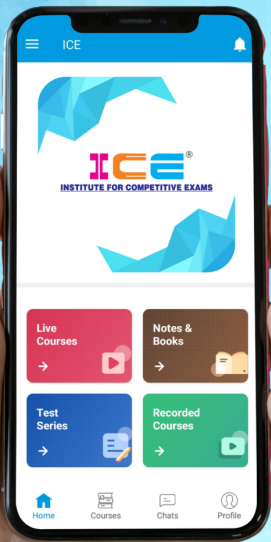 ICE
ICE®
INSTITUTE FOR COMPETITIVE EXAMS
Live
Courses
Notes &
Books
Test
Series
Recorded
Courses
Home
Courses
Chats
Profile